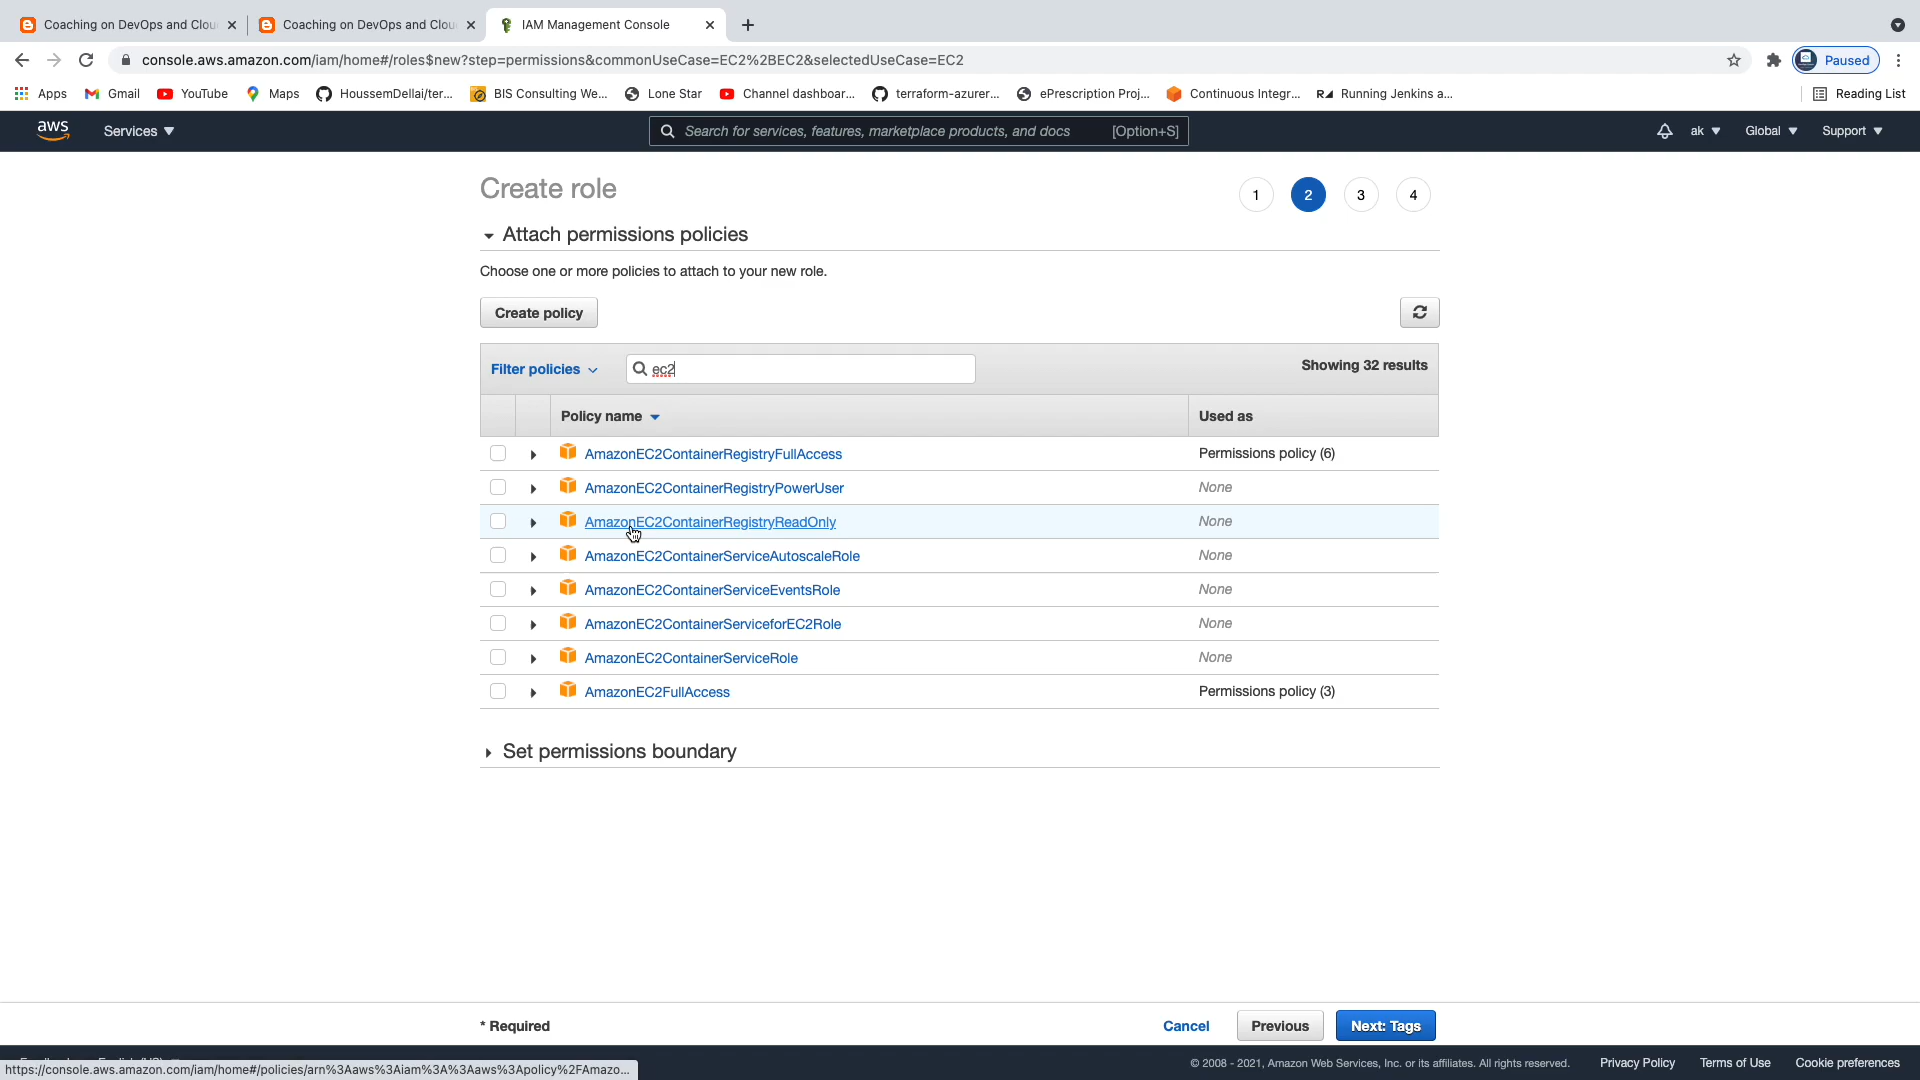 Coaching on DevOps and Clou
Coaching on DevOps and Clou
IAM Management Console
console.aws.amazon.com/iam/home#/roles$new?step=permissions&commonUseCase=EC2%2BEC2&selectedUseCase=EC2
Paused
Apps
Gmail
YouTube
Maps
HoussemDellai/ter...
BIS Consulting We...
Lone Star
Channel dashboar...
terraform-azurer...
ePrescription Proj...
Continuous Integr...
Running Jenkins a...
Reading List
aws
Services
Search for services, features, marketplace products, and docs
[Option+S]
ak
Global
Support
Create role
1
2
3
4
Attach permissions policies
Choose one or more policies to attach to your new role.
Create policy
Filter policies
ec2
Showing 32 results
Policy name
Used as
AmazonEC2ContainerRegistryFullAccess
Permissions policy (6)
AmazonEC2ContainerRegistryPowerUser
None
AmazonEC2ContainerRegistryReadOnly
None
AmazonEC2ContainerServiceAutoscaleRole
None
AmazonEC2ContainerServiceEventsRole
None
AmazonEC2ContainerServiceforEC2Role
None
AmazonEC2ContainerServiceRole
None
AmazonEC2FullAccess
Permissions policy (3)
Set permissions boundary
* Required
Cancel
Previous
Next: Tags
© 2008 - 2021, Amazon Web Services, Inc. or its affiliates. All rights reserved.
Privacy Policy
Terms of Use
Cookie preferences
https://console.aws.amazon.com/iam/home#/policies/arn%3Aaws%3Aiam%3A%3Aaws%3Apolicy%2FAmazo...